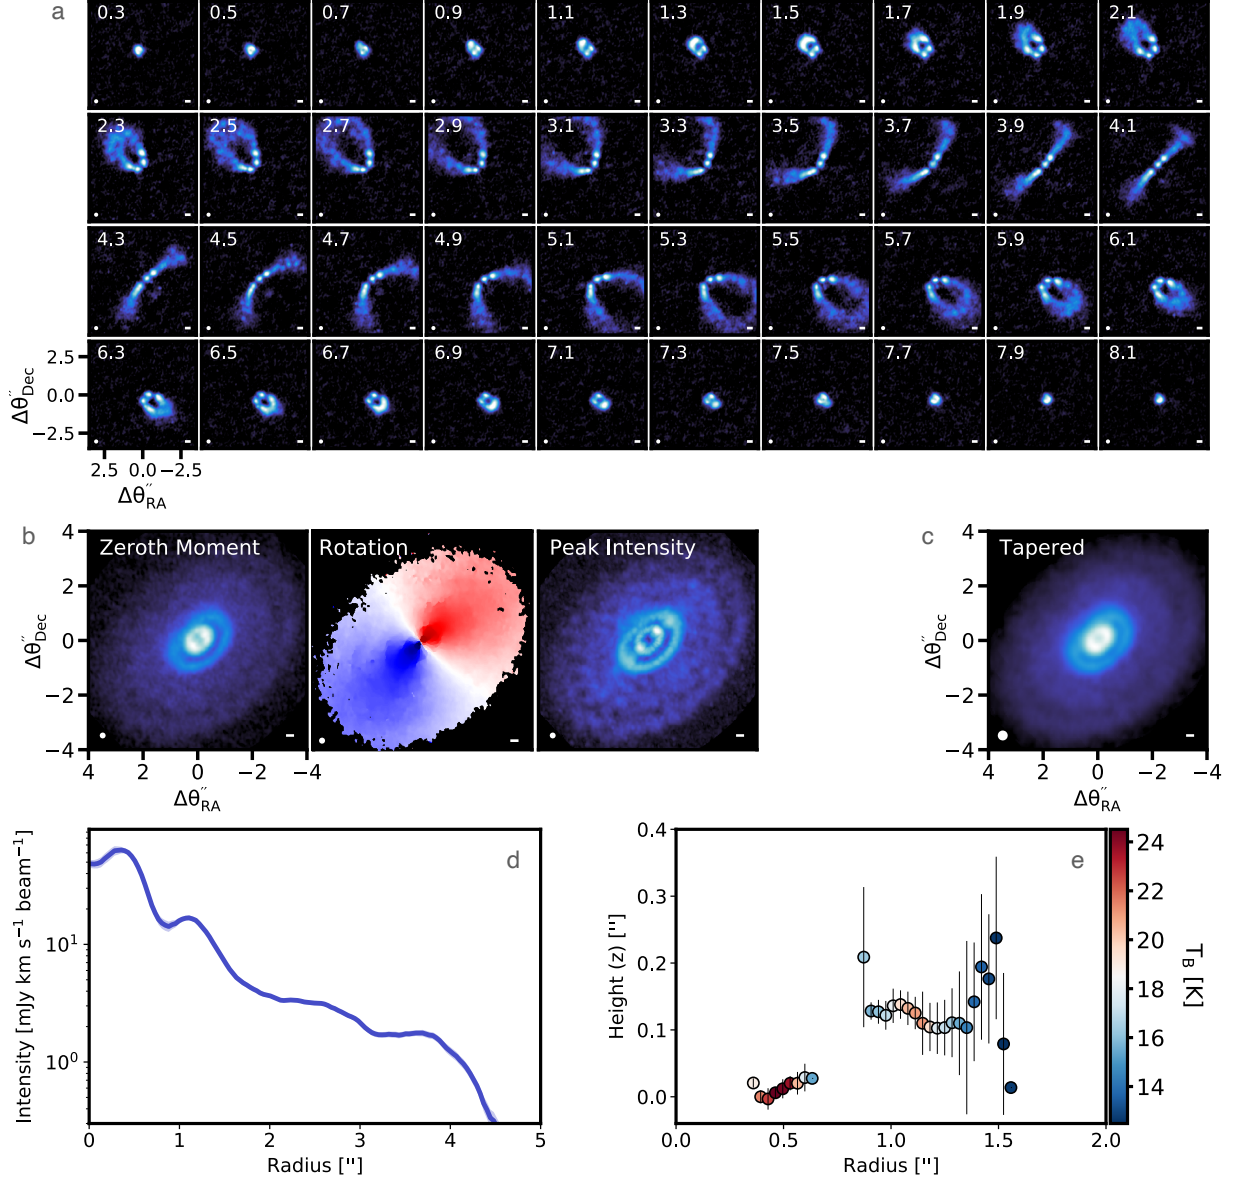 a
0.3 0.5 0.7 0.9 1.1 1.3 1.5 1.7 1.9 2.1
2.3 2.5 2.7 2.9 3.1 3.3 3.5 3.7 3.9 4.1
4.3 4.5 4.7 4.9 5.1 5.3 5.5 5.7 5.9 6.1
6.3 6.5 6.7 6.9 7.1 7.3 7.5 7.7 7.9 8.1
2.5
0.0
−2.5
Δθ″Dec
2.5 0.0 −2.5
Δθ″RA
b
Zeroth Moment
Rotation
Peak Intensity
4
2
0
−2
−4
Δθ″Dec
4 2 0 −2 −4
Δθ″RA
c
Tapered
4
2
0
−2
−4
Δθ″Dec
4 2 0 −2 −4
Δθ″RA
d
Intensity [mJy km s⁻¹ beam⁻¹]
10¹
10⁰
0 1 2 3 4 5
Radius ["]
e
Height (z) ["]
0.4
0.3
0.2
0.1
0.0
0.0 0.5 1.0 1.5 2.0
Radius ["]
24
22
20
18
16
14
T_B [K]